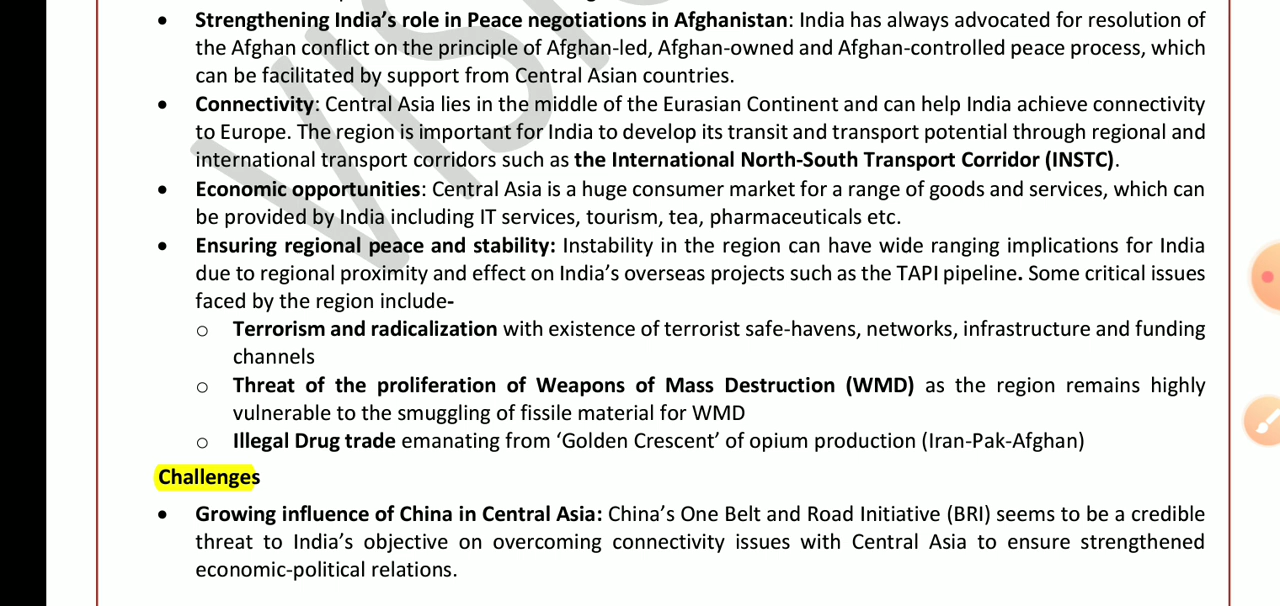 • Strengthening India’s role in Peace negotiations in Afghanistan: India has always advocated for resolution of
the Afghan conflict on the principle of Afghan-led, Afghan-owned and Afghan-controlled peace process, which
can be facilitated by support from Central Asian countries.
• Connectivity: Central Asia lies in the middle of the Eurasian Continent and can help India achieve connectivity
to Europe. The region is important for India to develop its transit and transport potential through regional and
international transport corridors such as the International North-South Transport Corridor (INSTC).
• Economic opportunities: Central Asia is a huge consumer market for a range of goods and services, which can
be provided by India including IT services, tourism, tea, pharmaceuticals etc.
• Ensuring regional peace and stability: Instability in the region can have wide ranging implications for India
due to regional proximity and effect on India’s overseas projects such as the TAPI pipeline. Some critical issues
faced by the region include-
o Terrorism and radicalization with existence of terrorist safe-havens, networks, infrastructure and funding
channels
o Threat of the proliferation of Weapons of Mass Destruction (WMD) as the region remains highly
vulnerable to the smuggling of fissile material for WMD
o Illegal Drug trade emanating from ‘Golden Crescent’ of opium production (Iran-Pak-Afghan)
Challenges
• Growing influence of China in Central Asia: China’s One Belt and Road Initiative (BRI) seems to be a credible
threat to India’s objective on overcoming connectivity issues with Central Asia to ensure strengthened
economic-political relations.